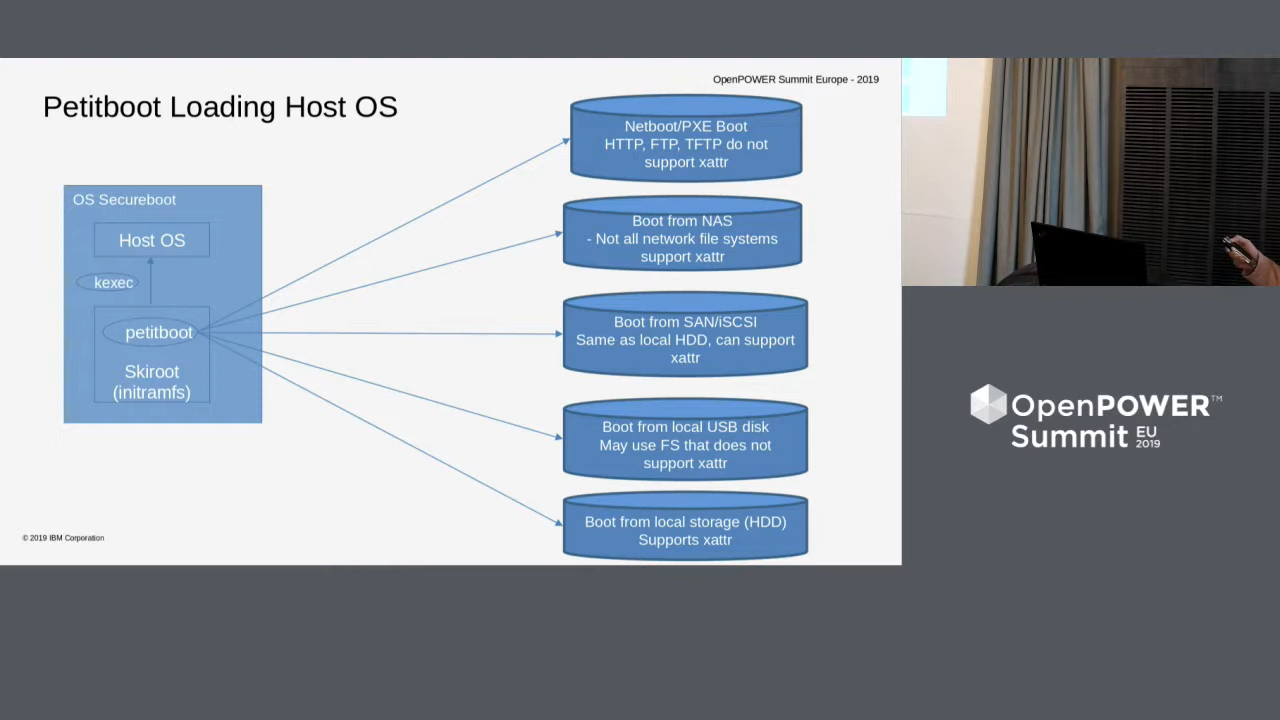 OpenPOWER Summit Europe - 2019
Petitboot Loading Host OS
OS Secureboot
Host OS
kexec
petitboot
Skiroot
(initramfs)
Netboot/PXE Boot
HTTP, FTP, TFTP do not
support xattr
Boot from NAS
- Not all network file systems
support xattr
Boot from SAN/iSCSI
Same as local HDD, can support
xattr
Boot from local USB disk
May use FS that does not
support xattr
Boot from local storage (HDD)
Supports xattr
© 2019 IBM Corporation
OpenPOWER™
Summit EU
2019